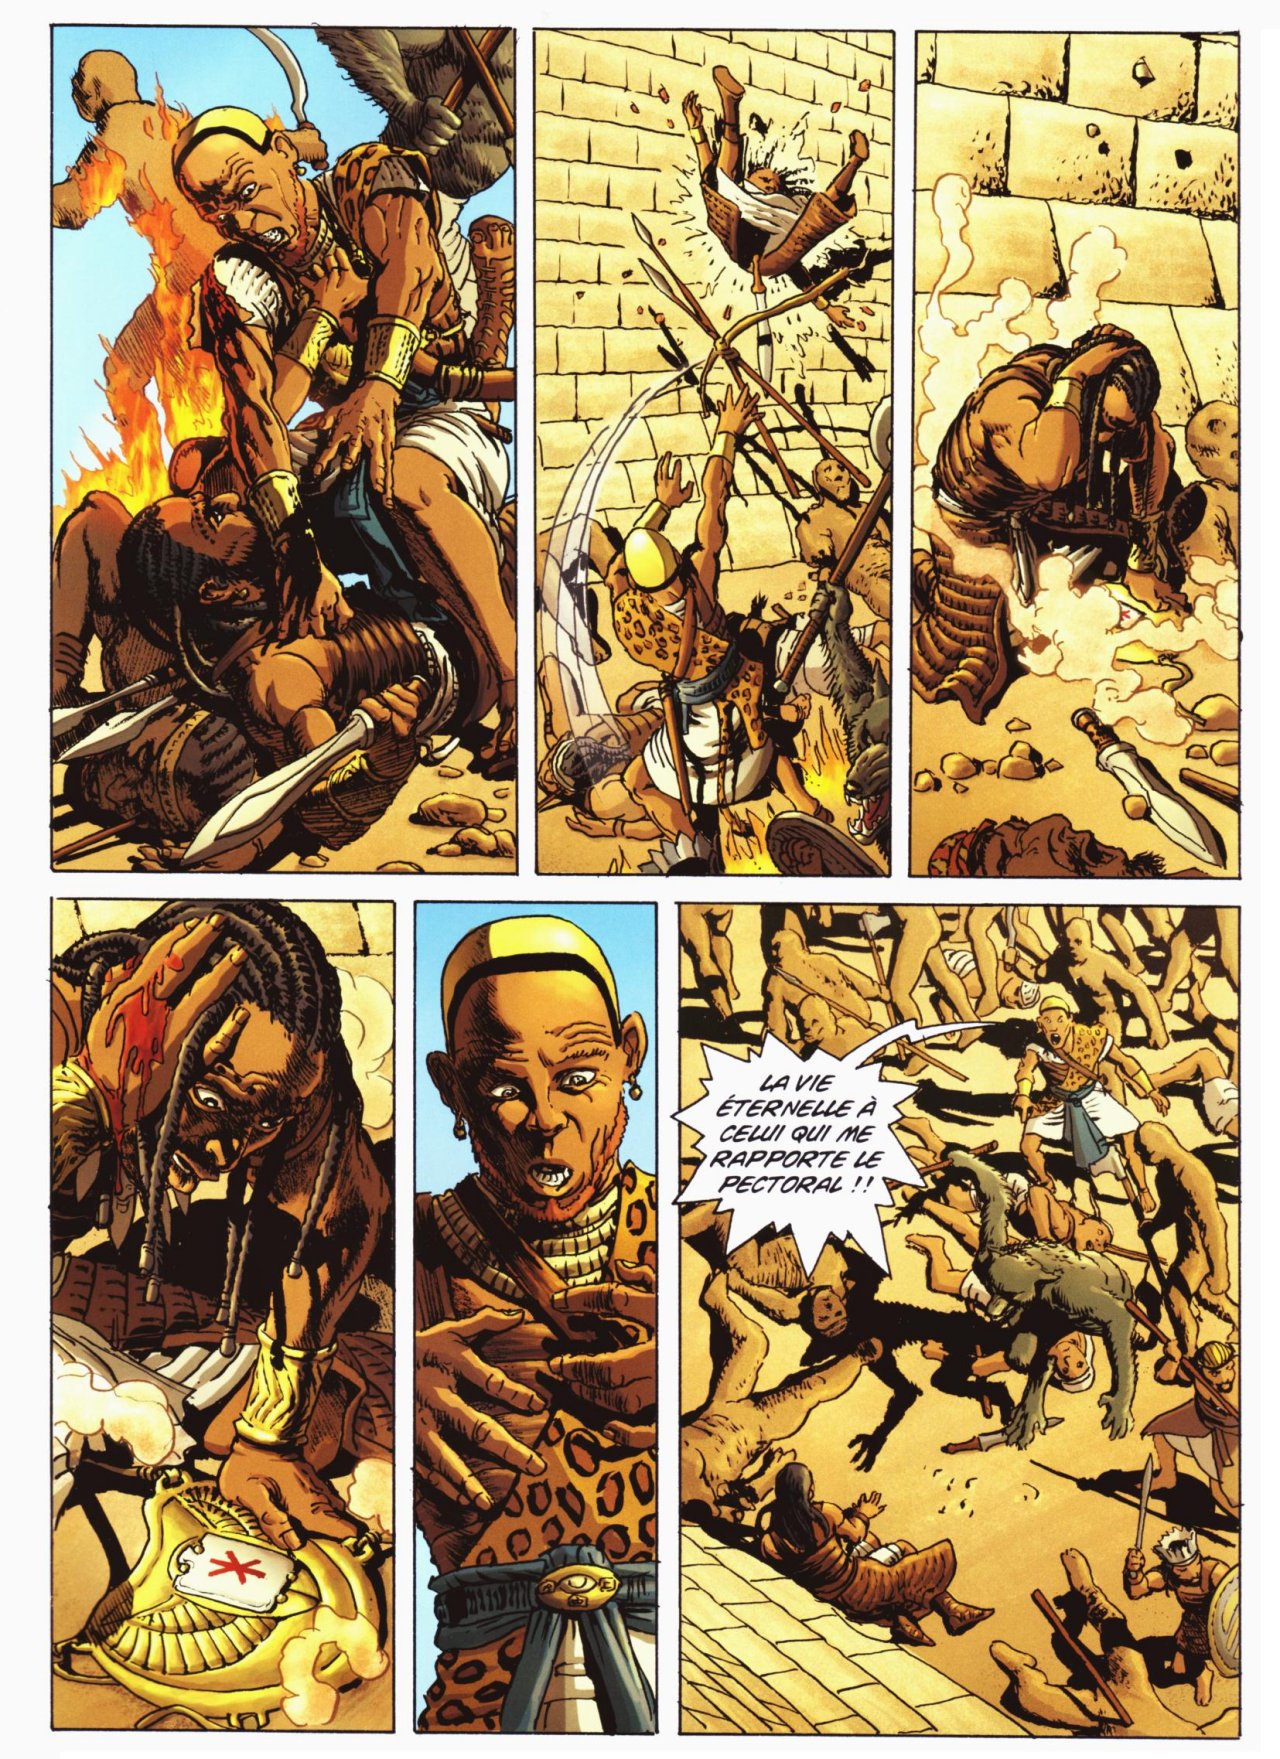 LA VIE
ÉTERNELLE À
CELUI QUI ME
RAPPORTE LE
PECTORAL !!